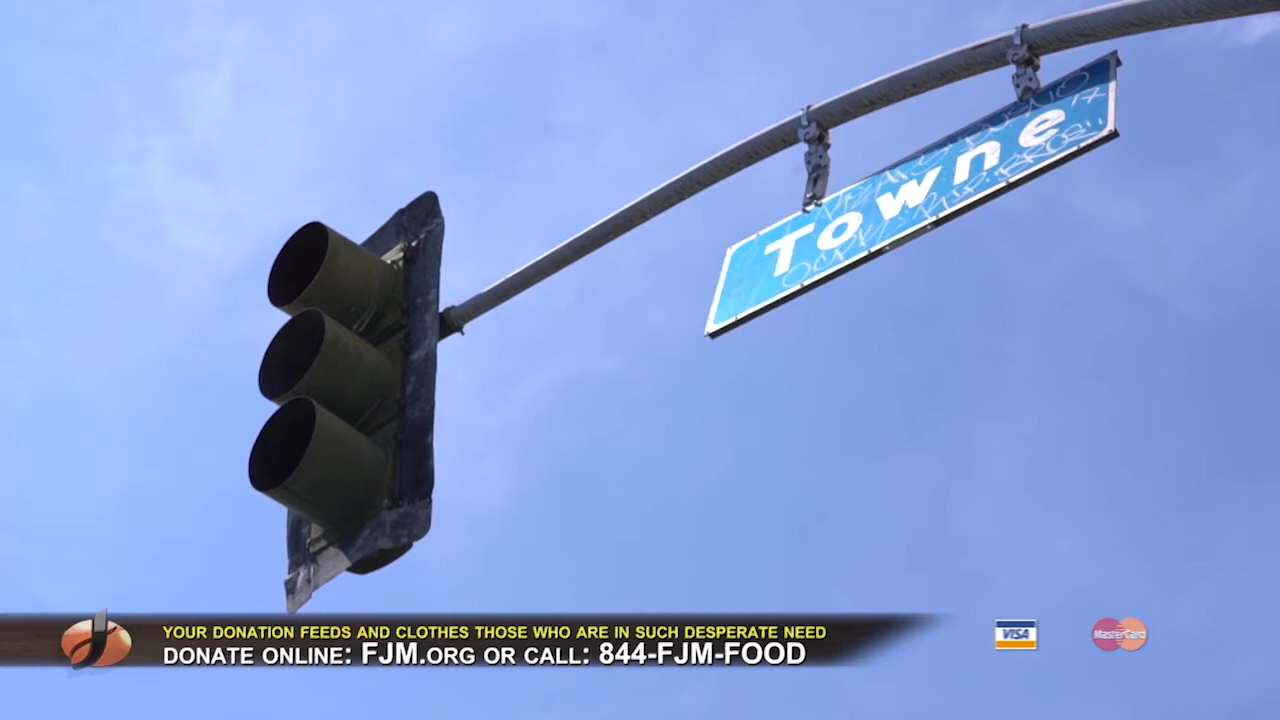 Towne
YOUR DONATION FEEDS AND CLOTHES THOSE WHO ARE IN SUCH DESPERATE NEED
DONATE ONLINE: FJM.ORG OR CALL: 844-FJM-FOOD
VISA
MasterCard